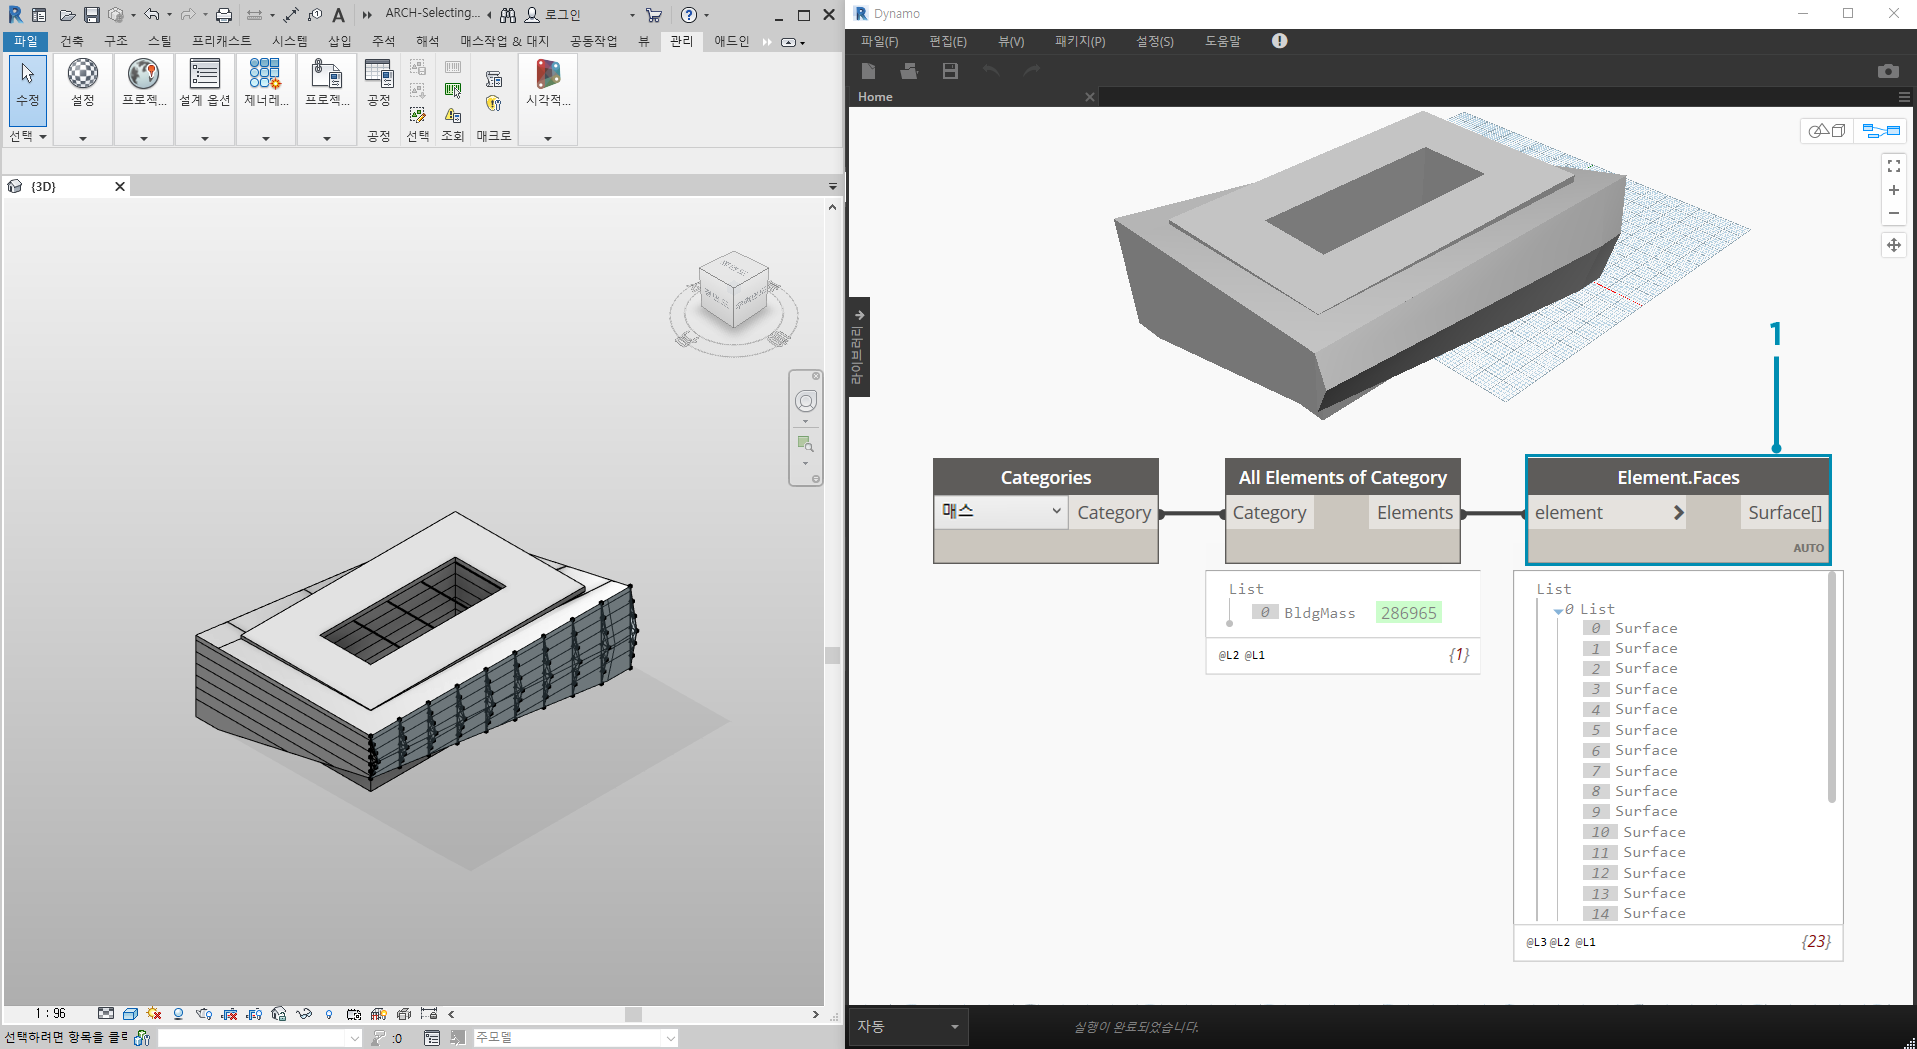 ARCH-Selecting...
로그인
파일 건축 구조 스틸 프리캐스트 시스템 삽입 주석 해석 매스작업 & 대지 공동작업 뷰 관리 애드인
수정 설정 프로젝... 설계 옵션 제너레... 프로젝... 공정 시각적...
선택 공정 선택 조회 매크로
{3D}
1 : 96
선택하려면 항목을 클릭
:0
주모델
Dynamo
파일(F) 편집(E) 뷰(V) 패키지(P) 설정(S) 도움말
Home
라이브러리
1
Categories
매스
Category
All Elements of Category
Category Elements
Element.Faces
element Surface[]
AUTO
List
0 BldgMass 286965
@L2 @L1 {1}
List
0 List
0 Surface
1 Surface
2 Surface
3 Surface
4 Surface
5 Surface
6 Surface
7 Surface
8 Surface
9 Surface
10 Surface
11 Surface
12 Surface
13 Surface
14 Surface
@L3 @L2 @L1 {23}
자동
실행이 완료되었습니다.